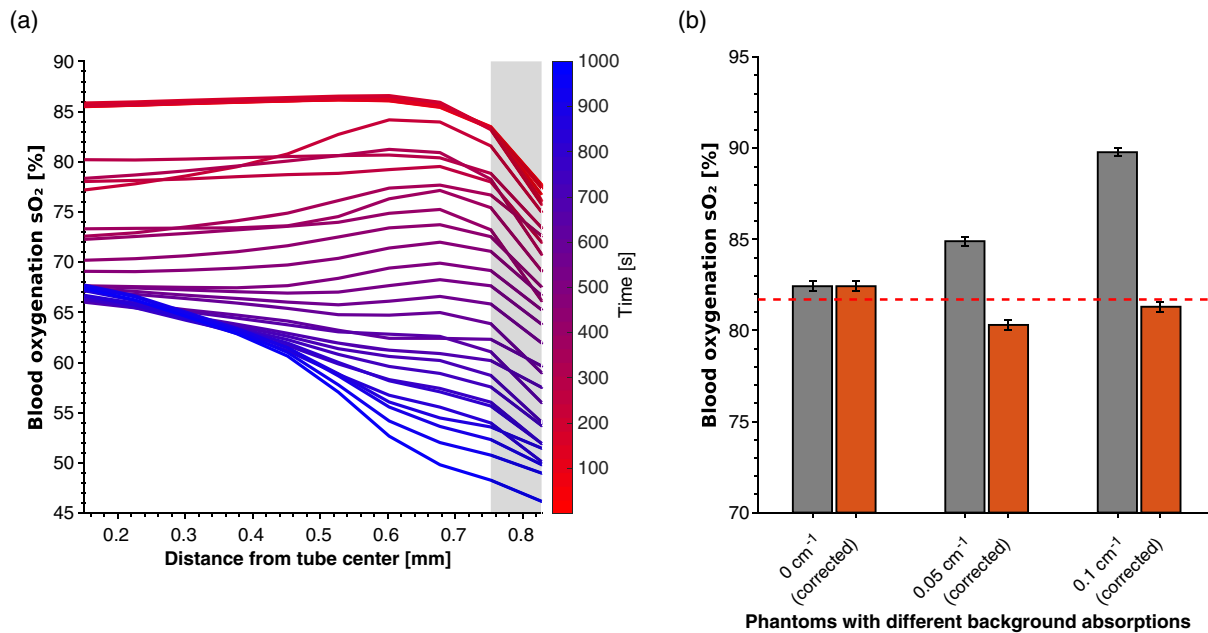 (a)
90
85
80
75
70
65
60
55
50
45
Blood oxygenation sO₂ [%]
0.2 0.3 0.4 0.5 0.6 0.7 0.8
Distance from tube center [mm]
1000
900
800
700
600
500
400
300
200
100
Time [s]
(b)
95
90
85
80
75
70
Blood oxygenation sO₂ [%]
0 cm⁻¹
(corrected)
0.05 cm⁻¹
(corrected)
0.1 cm⁻¹
(corrected)
Phantoms with different background absorptions